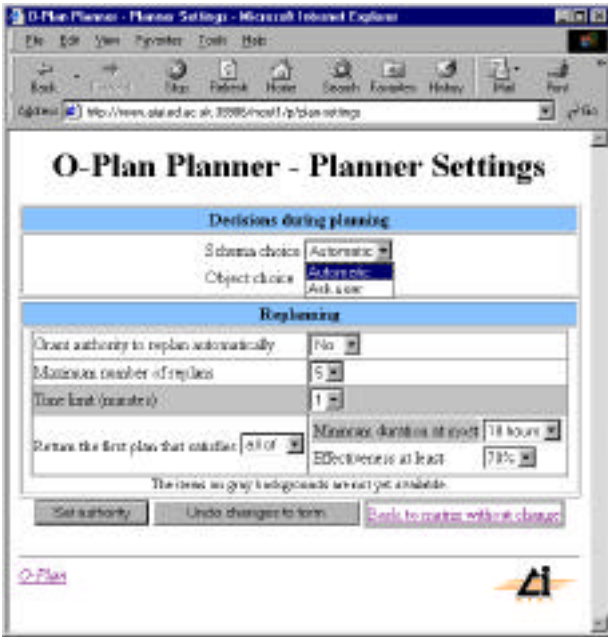 O-Plan Planner - Planner Settings - Microsoft Internet Explorer
File Edit View Favorites Tools Help
Back Forward Stop Refresh Home Search Favorites History Mail Print
Address Go
O-Plan Planner - Planner Settings
Decisions during planning
Schema choice Automatic
Object choice Automatic
Ask user
Replanning
Grant authority to replan automatically No
Maximum number of replans 5
Time limit (minutes) 1
Return the first plan that satisfies all of
Minimum duration at most 18 hours
Effectiveness at least 70%
The items on gray backgrounds are not yet available.
Set authority Undo changes to form Back to matrix without change
O-Plan